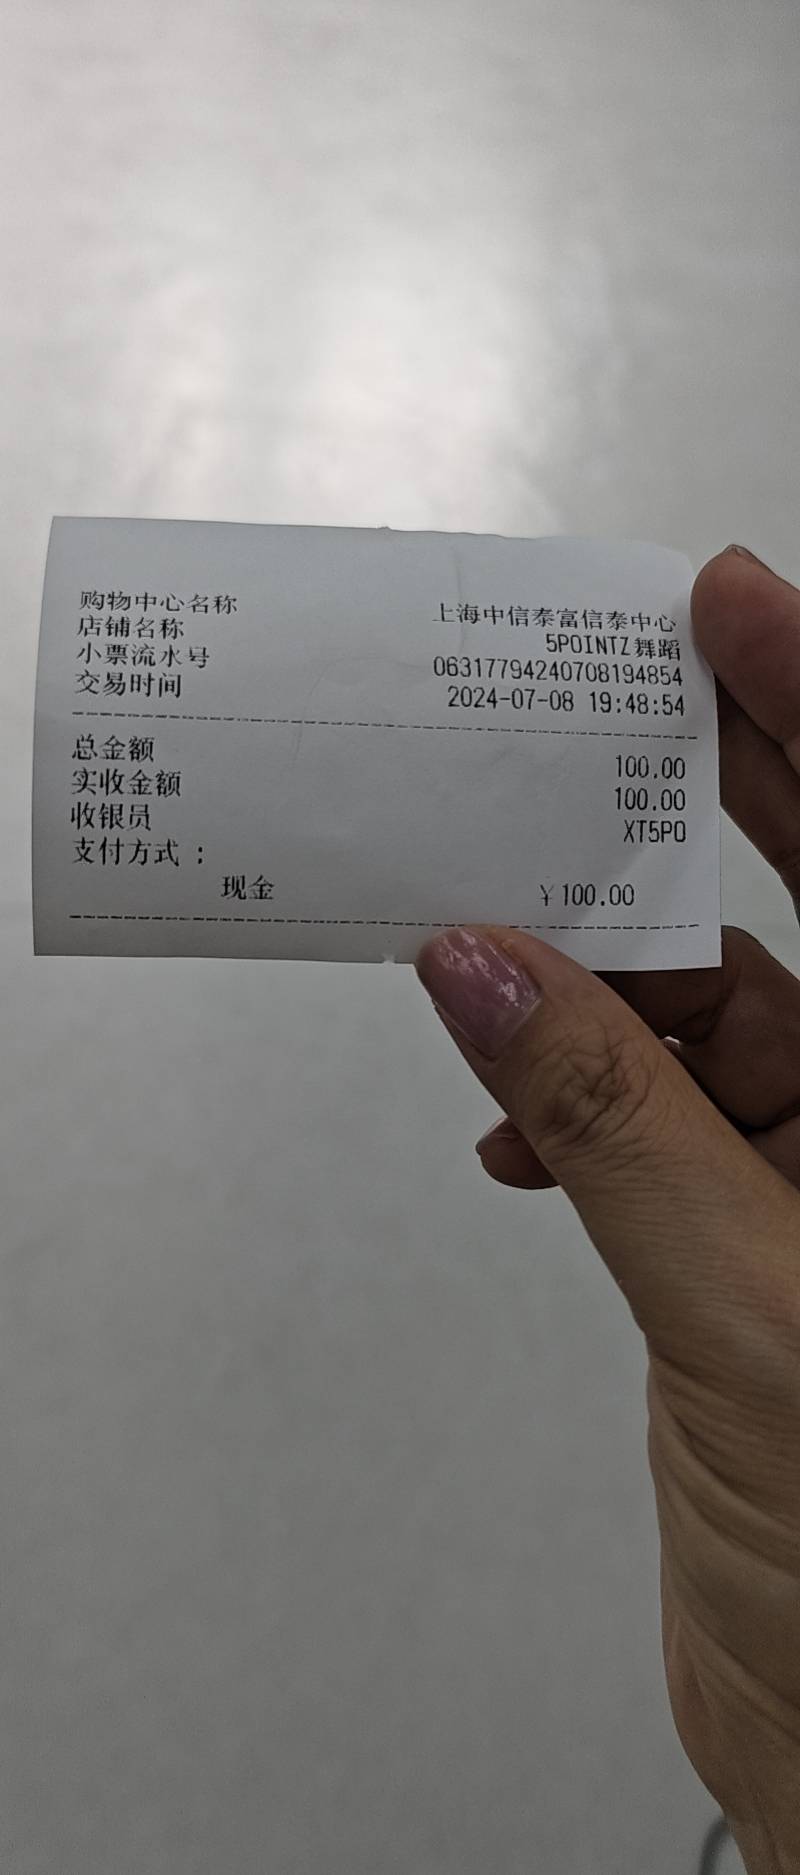 购物中心名称 上海中信泰富信泰中心
店铺名称 5POINTZ舞蹈
小票流水号 06317794240708194854
交易时间 2024-07-08 19:48:54
总金额 100.00
实收金额 100.00
收银员 XT5PO
支付方式：
现金 ¥100.00